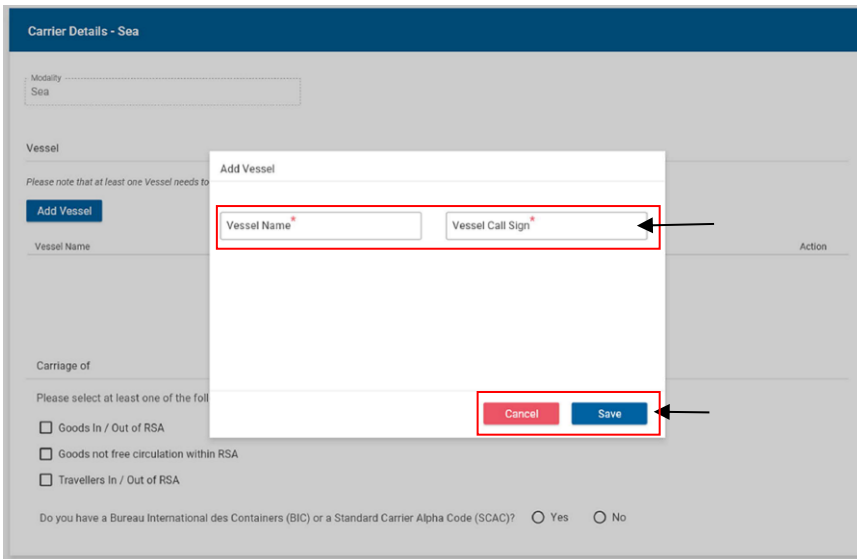 Carrier Details - Sea
Modality
Sea
Vessel
Please note that at least one Vessel needs to
Add Vessel
Vessel Name
Action
Add Vessel
Vessel Name*
Vessel Call Sign*
Cancel
Save
Carriage of
Please select at least one of the foll
Goods In / Out of RSA
Goods not free circulation within RSA
Travellers In / Out of RSA
Do you have a Bureau International des Containers (BIC) or a Standard Carrier Alpha Code (SCAC)? Yes No